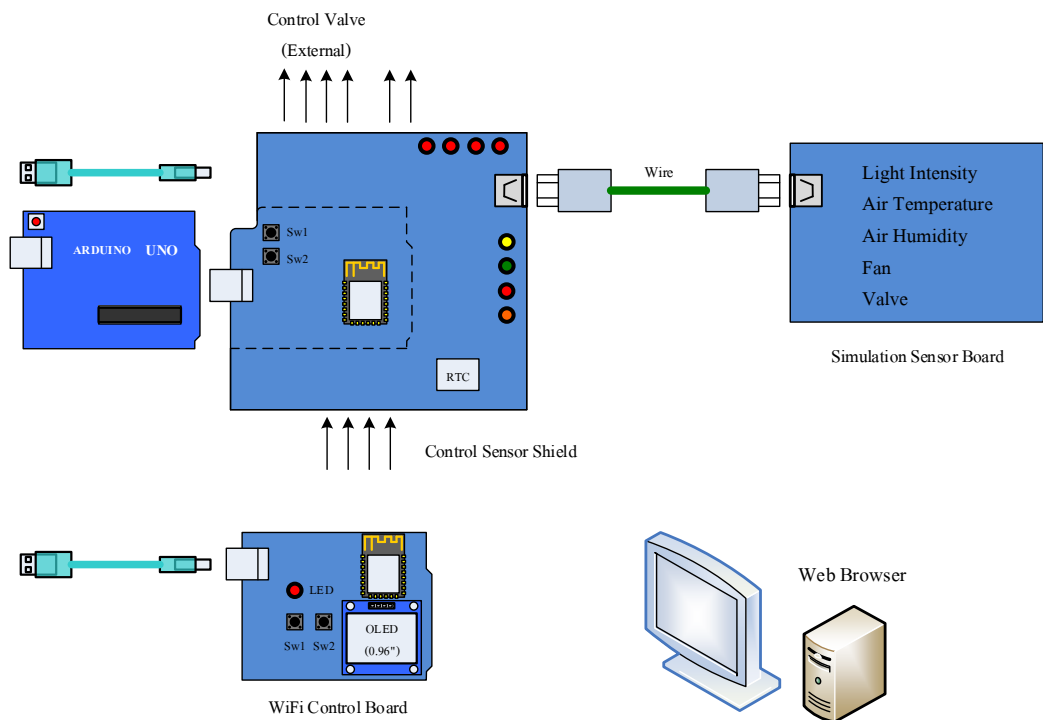 Control Valve
(External)
Wire
Light Intensity
Air Temperature
Air Humidity
Fan
Valve
ARDUINO UNO
Sw1
Sw2
RTC
Simulation Sensor Board
Control Sensor Shield
Web Browser
LED
OLED
(0.96")
Sw1 Sw2
WiFi Control Board